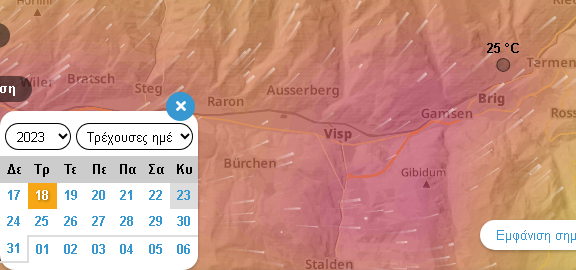 25 °C
Termen
Wiler
Bratsch
ση
Steg
Raron
Ausserberg
Brig
Gamsen
Visp
2023
Τρέχουσες ημέ
Bürchen
Gibidum
Δε Τρ Τε Πε Πα Σα Κυ
17 18 19 20 21 22 23
24 25 26 27 28 29 30
31 01 02 03 04 05 06
Εμφάνιση σημ
Stalden